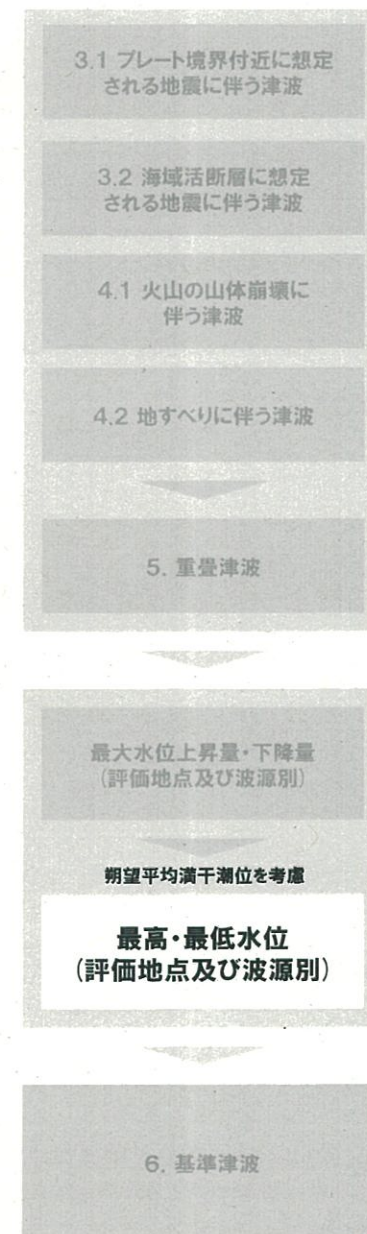 3.1 プレート境界付近に想定
される地震に伴う津波
3.2 海域活断層に想定
される地震に伴う津波
4.1 火山の山体崩壊に
伴う津波
4.2 地すべりに伴う津波
5. 重畳津波
最大水位上昇量・下降量
(評価地点及び波源別)
朔望平均満干潮位を考慮
最高・最低水位
(評価地点及び波源別)
6. 基準津波